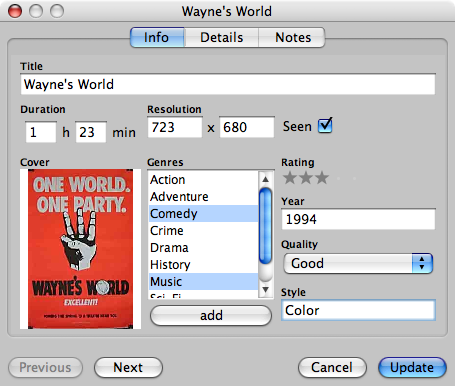 Wayne's World
Info Details Notes
Title
Wayne's World
Duration Resolution
1 h 23 min 723 x 680 Seen
Cover Genres Rating
ONE WORLD.
ONE PARTY.
WAYNE'S WORLD
EXCELLENT!
Action
Adventure
Comedy
Crime
Drama
History
Music
Sci-Fi
add
Year
1994
Quality
Good
Style
Color
Previous Next Cancel Update